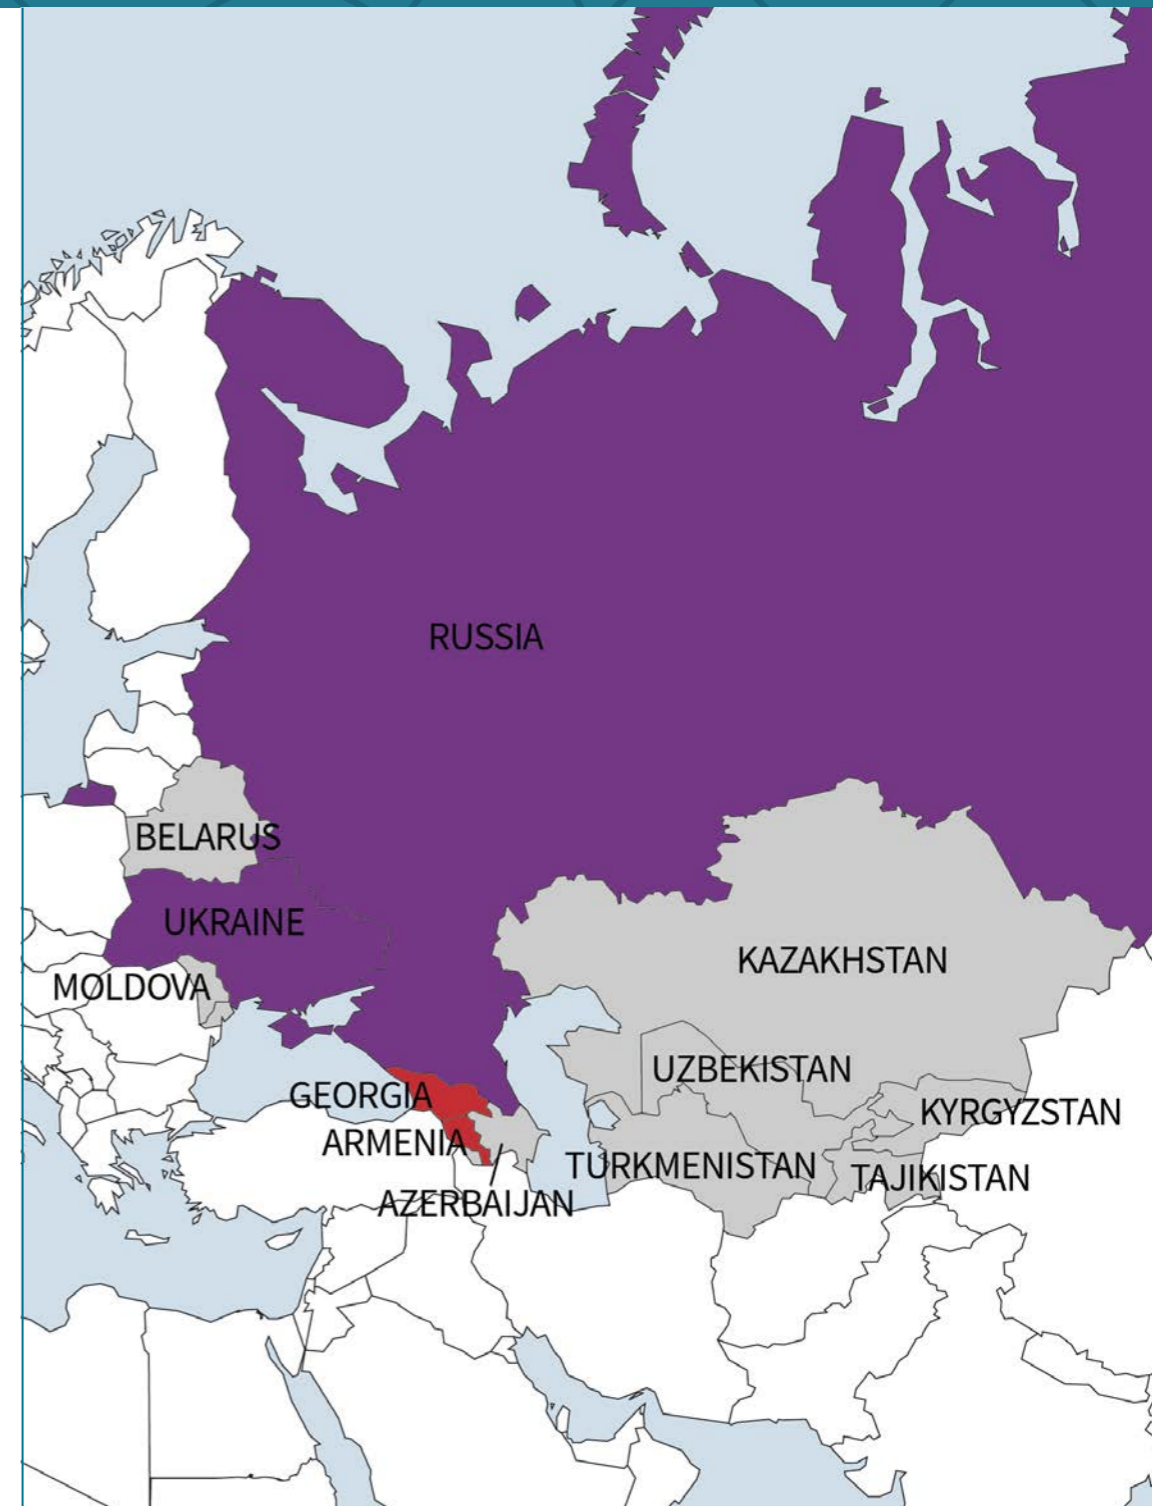 RUSSIA
BELARUS
UKRAINE
KAZAKHSTAN
MOLDOVA
UZBEKISTAN
GEORGIA
KYRGYZSTAN
ARMENIA
TURKMENISTAN
TAJIKISTAN
AZERBAIJAN